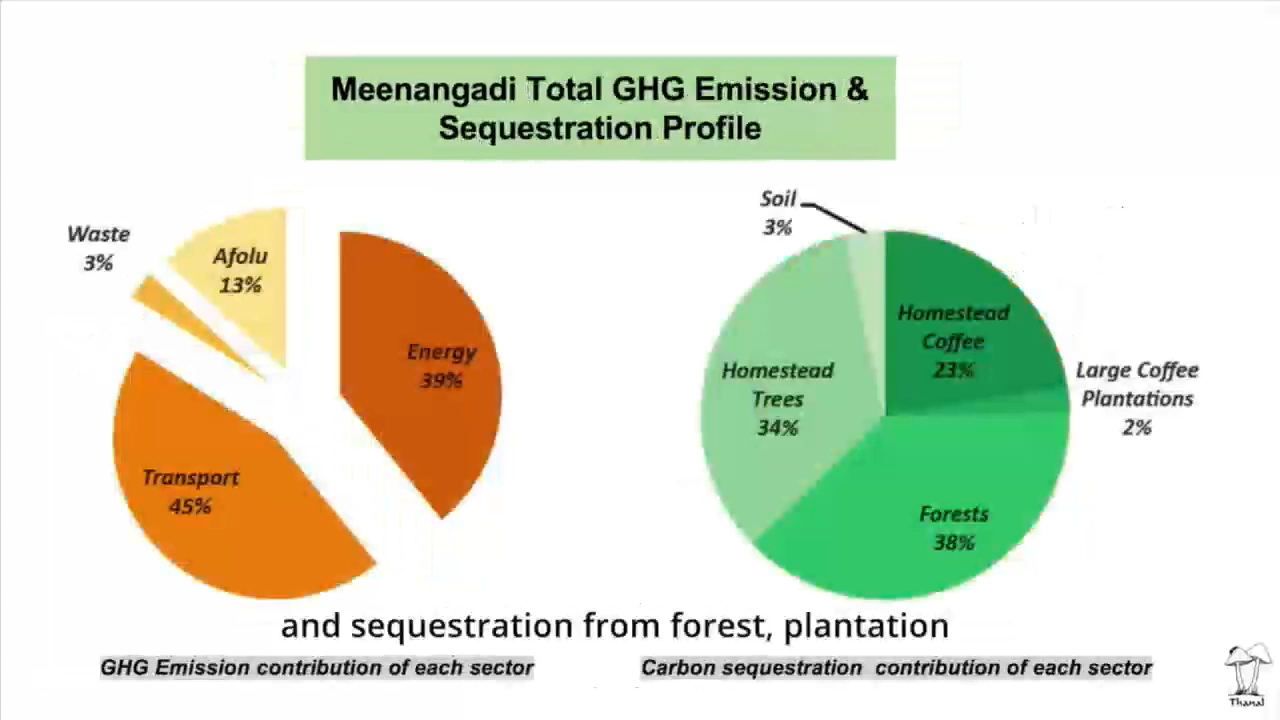 Meenangadi Total GHG Emission &
Sequestration Profile
Waste
3%
Afolu
13%
Energy
39%
Transport
45%
Soil
3%
Homestead
Coffee
23%
Large Coffee
Plantations
2%
Homestead
Trees
34%
Forests
38%
and sequestration from forest, plantation
GHG Emission contribution of each sector
Carbon sequestration contribution of each sector
Thanal